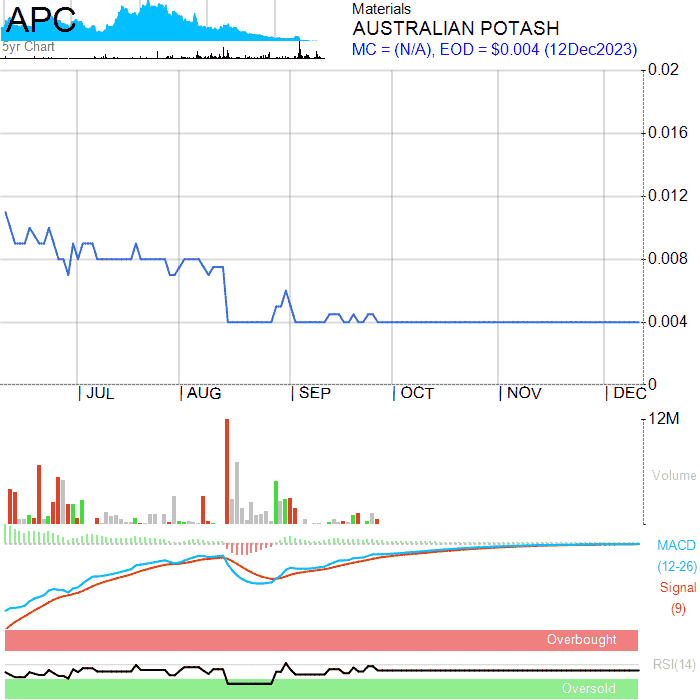 APC
5yr Chart
Materials
AUSTRALIAN POTASH
MC = (N/A), EOD = $0.004 (12Dec2023)
0.02
0.016
0.012
0.008
0.004
0
| JUL | AUG | SEP | OCT | NOV | DEC
12M
Volume
MACD
(12-26)
Signal
(9)
Overbought
RSI(14)
Oversold